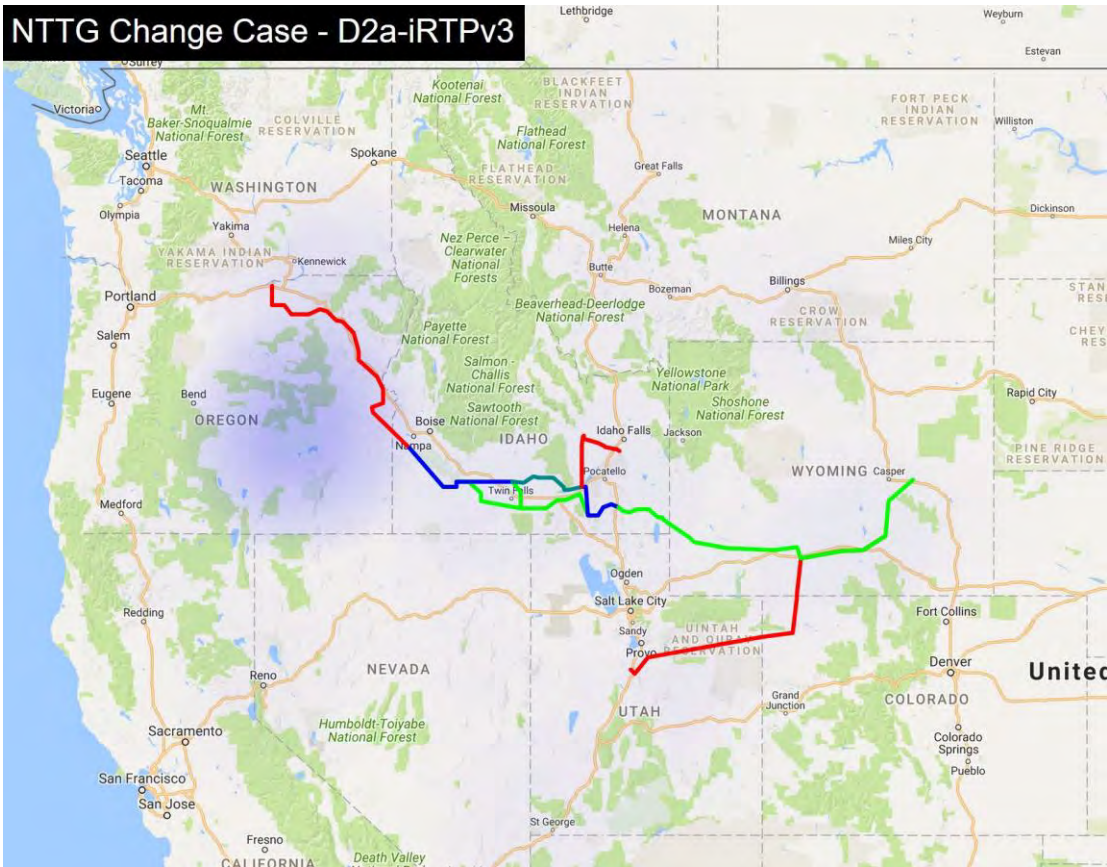 NTTG Change Case - D2a-iRTPv3
Lethbridge
Weyburn
Estevan
Surrey
Victoria
Kootenai
National Forest
BLACKFEET
INDIAN
RESERVATION
FORT PECK
INDIAN
RESERVATION
Williston
Mt.
Baker-Snoqualmie
National Forest
COLVILLE
RESERVATION
Flathead
National Forest
Seattle
Spokane
Great Falls
Tacoma
FLATHEAD
RESERVATION
WASHINGTON
Olympia
Missoula
MONTANA
Dickinson
Yakima
Helena
Miles City
YAKAMA INDIAN
RESERVATION
Kennewick
Nez Perce –
Clearwater
National
Forests
Butte
Billings
Bozeman
Portland
Beaverhead-Deerlodge
National Forest
CROW
RESERVATION
STAN
RES
Salem
Payette
National Forest
CHEY
RES
Salmon -
Challis
National Forest
Yellowstone
National Park
Shoshone
National Forest
Eugene
Bend
Rapid City
OREGON
Boise
Sawtooth
National Forest
IDAHO
Idaho Falls
Jackson
Nampa
PINE RIDGE
RESERVATION
Pocatello
WYOMING
Casper
Twin Falls
Medford
Ogden
Redding
Salt Lake City
Fort Collins
Sandy
Provo
UINTAH
AND OURAY
RESERVATION
NEVADA
Reno
Denver
United
UTAH
Grand
Junction
COLORADO
Humboldt-Toiyabe
National Forest
Sacramento
Colorado
Springs
Pueblo
San Francisco
San Jose
St George
Fresno
Death Valley
CALIFORNIA